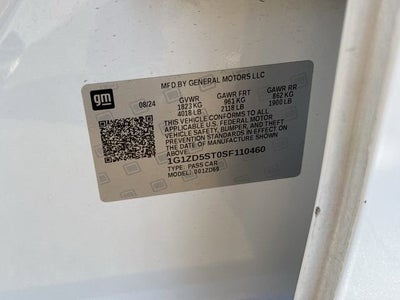 MFD BY GENERAL MOTORS LLC
gm
08/24 GVWR GAWR FRT GAWR RR
1823 KG 961 KG 862 KG
4018 LB 2118 LB 1900 LB
THIS VEHICLE CONFORMS TO ALL
APPLICABLE U.S. FEDERAL MOTOR
VEHICLE SAFETY, BUMPER, AND THEFT
PREVENTION STANDARDS IN EFFECT ON
THE DATE OF MANUFACTURE SHOWN
ABOVE.
1G1ZD5ST0SF110460
TYPE: PASS CAR
MODEL: 001ZD69